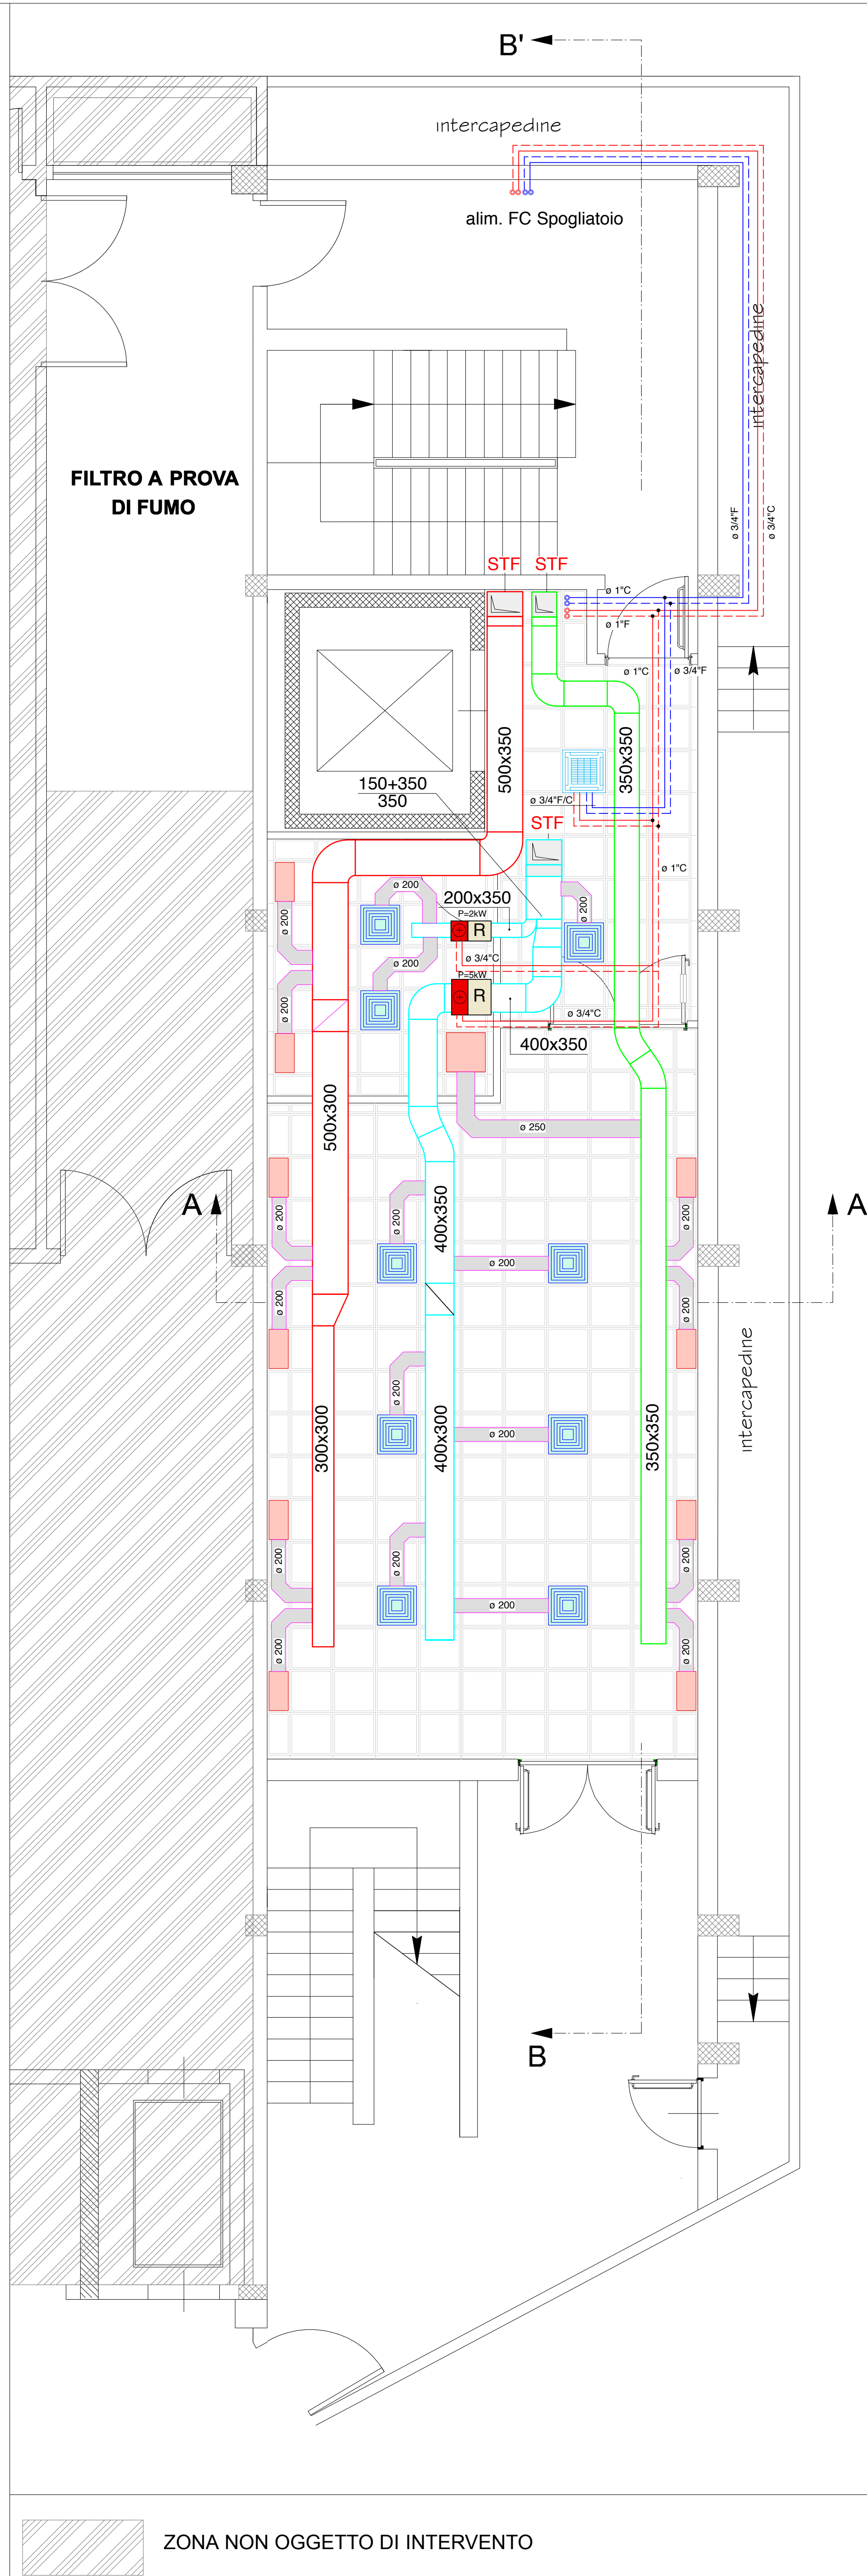 B'
intercapedine
alim. FC Spogliatoio
intercapedine
FILTRO A PROVA
DI FUMO
ø 3/4"F
ø 3/4"C
STF
STF
ø 1"C
ø 1"F
ø 1"C
ø 3/4"F
500x350
350x350
150+350
350
ø 3/4"F/C
STF
ø 1"C
ø 200
200x350
P=2kW
R
ø 200
ø 200
ø 200
ø 3/4"C
P=5kW
R
ø 200
ø 3/4"C
400x350
500x300
ø 250
A
A
ø 200
ø 200
400x350
ø 200
ø 200
ø 200
ø 200
intercapedine
ø 200
300x300
400x300
ø 200
350x350
ø 200
ø 200
ø 200
ø 200
ø 200
ø 200
B
ZONA NON OGGETTO DI INTERVENTO